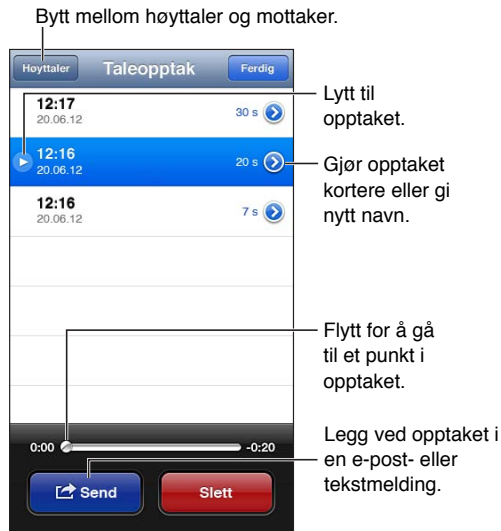 Bytt mellom høyttaler og mottaker.
Høyttaler Taleopptak Ferdig
12:17
20.06.12
30 s
Lytt til
opptaket.
12:16
20.06.12
20 s
Gjør opptaket
kortere eller gi
nytt navn.
12:16
20.06.12
7 s
Flytt for å gå
til et punkt i
opptaket.
0:00 -0:20
Send Slett
Legg ved opptaket i
en e-post- eller
tekstmelding.